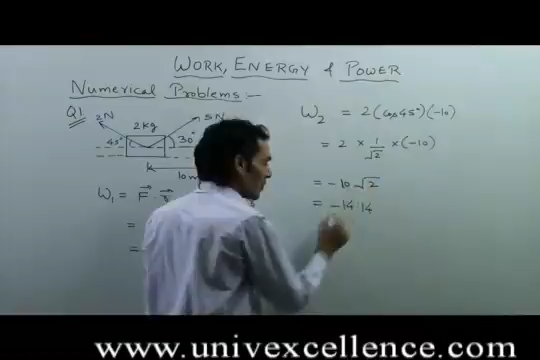 WORK, ENERGY & POWER
Numerical Problems :-
Q1
2N
5N
2kg
45°
30°
10m
W₁ = F⃗ .
=
=
W₂ = 2(Cos45°)(-10)
= 2 × 1/√2 × (-10)
= -10√2
= -14.14
www.univexcellence.com